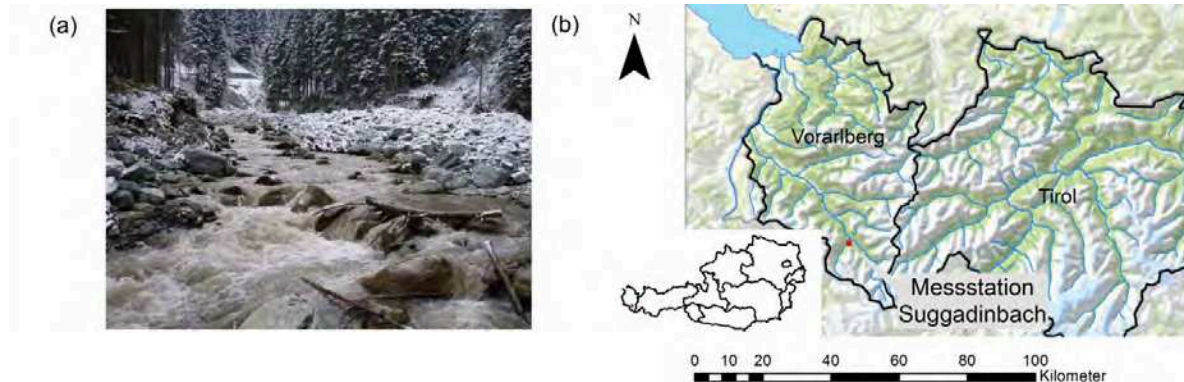 (a)
(b)
N
Vorarlberg
Tirol
Messstation
Suggadinbach
0 10 20 40 60 80 100
Kilometer